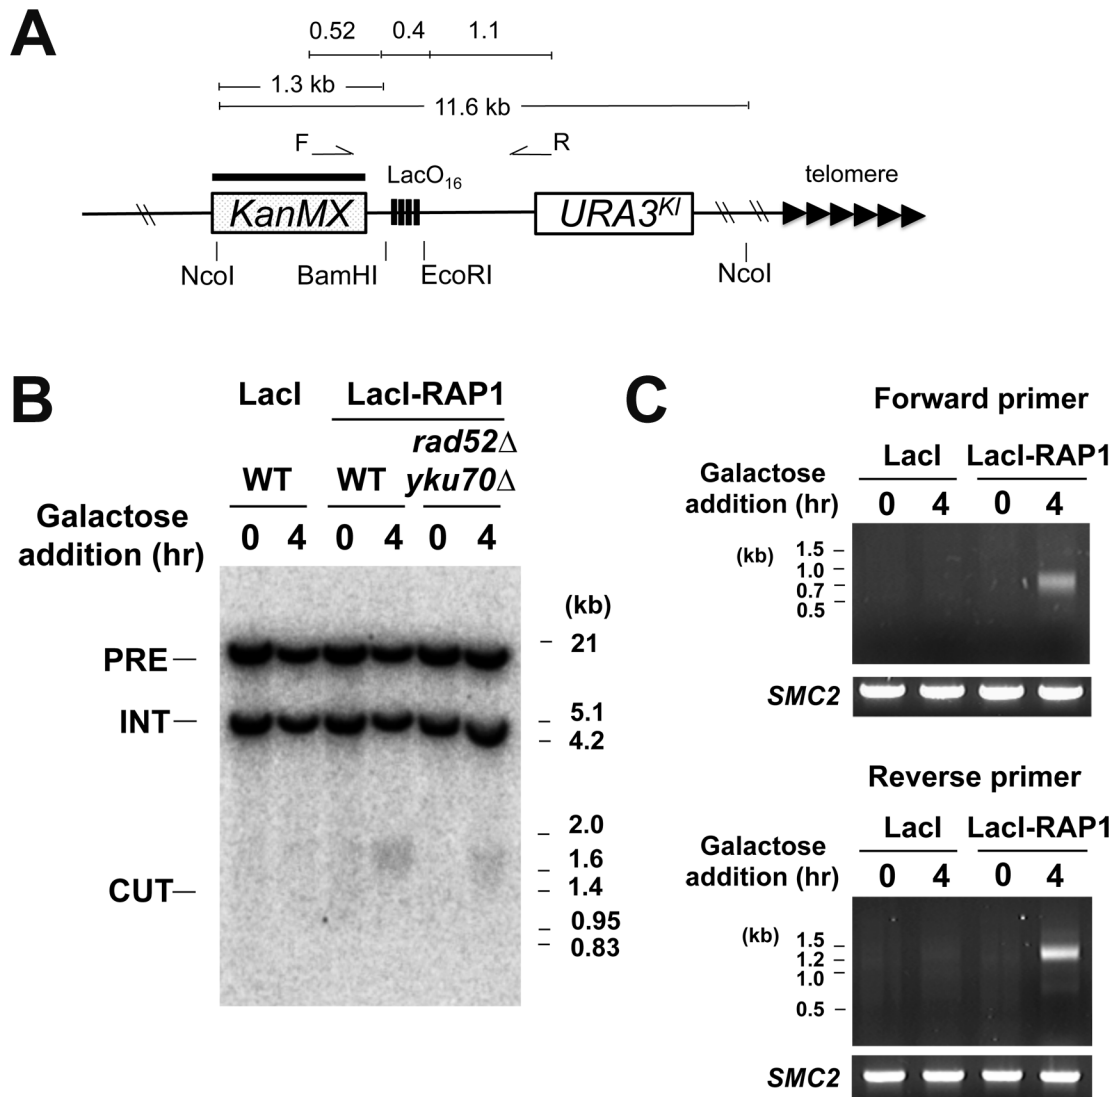 A
0.52 0.4 1.1
1.3 kb
11.6 kb
F R
LacO16 telomere
KanMX URA3Kl
NcoI BamHI EcoRI NcoI
B
LacI LacI-RAP1
rad52Δ
WT WT yku70Δ
Galactose
addition (hr) 0 4 0 4 0 4
(kb)
PRE 21
INT 5.1
4.2
2.0
1.6
CUT 1.4
0.95
0.83
C
Forward primer
LacI LacI-RAP1
Galactose
addition (hr) 0 4 0 4
(kb) 1.5
1.0
0.7
0.5
SMC2
Reverse primer
LacI LacI-RAP1
Galactose
addition (hr) 0 4 0 4
(kb) 1.5
1.2
1.0
0.5
SMC2